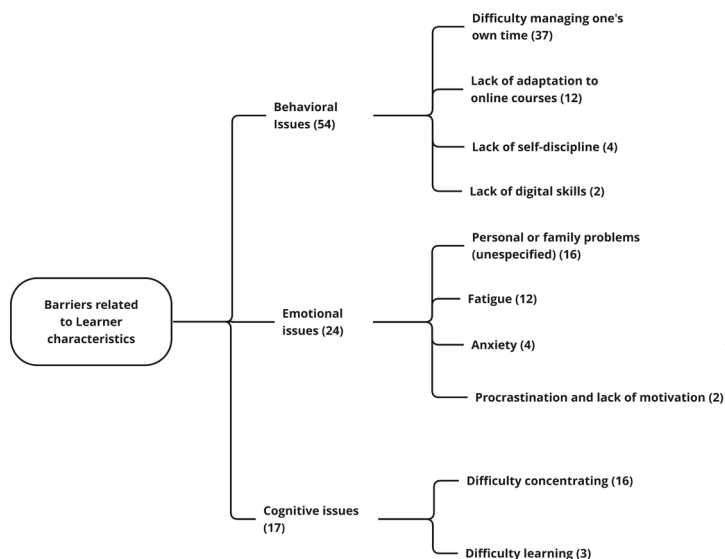 Barriers related
to Learner
characteristics
Behavioral
Issues (54)
Difficulty managing one's
own time (37)
Lack of adaptation to
online courses (12)
Lack of self-discipline (4)
Lack of digital skills (2)
Emotional
issues (24)
Personal or family problems
(unespecified) (16)
Fatigue (12)
Anxiety (4)
Procrastination and lack of motivation (2)
Cognitive issues
(17)
Difficulty concentrating (16)
Difficulty learning (3)